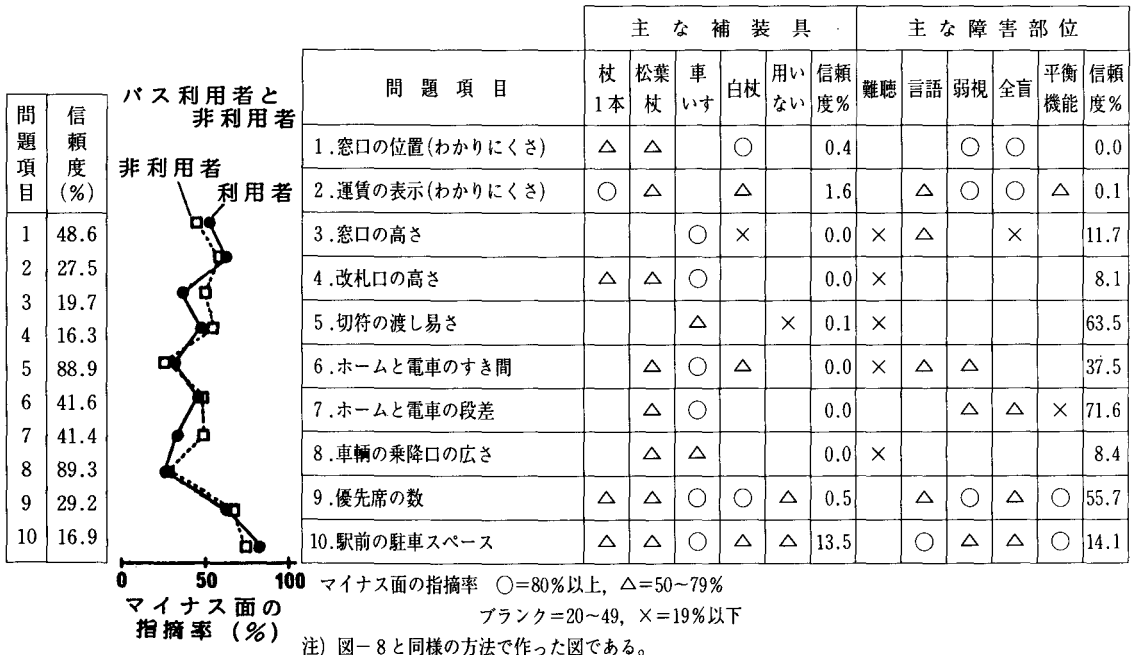 主な補装具 主な障害部位
問題項目 杖1本 松葉杖 車いす 白杖 用いない 信頼度% 難聴 言語 弱視 全盲 平衡機能 信頼度%
1.窓口の位置(わかりにくさ) △ △ ○ 0.4 ○ ○ 0.0
2.運賃の表示(わかりにくさ) ○ △ △ 1.6 △ ○ ○ △ 0.1
3.窓口の高さ ○ × 0.0 × △ × 11.7
4.改札口の高さ △ △ ○ 0.0 × 8.1
5.切符の渡し易さ △ × 0.1 × 63.5
6.ホームと電車のすき間 △ ○ △ 0.0 × △ △ 37.5
7.ホームと電車の段差 △ ○ 0.0 △ △ × 71.6
8.車輌の乗降口の広さ △ △ 0.0 × 8.4
9.優先席の数 △ △ ○ ○ △ 0.5 △ ○ △ ○ 55.7
10.駅前の駐車スペース △ △ ○ △ △ 13.5 ○ △ △ ○ 14.1
問題項目 信頼度(%)
1 48.6
2 27.5
3 19.7
4 16.3
5 88.9
6 41.6
7 41.4
8 89.3
9 29.2
10 16.9
バス利用者と
非利用者
非利用者
利用者
0 50 100
マイナス面の
指摘率(%)
マイナス面の指摘率 ○=80%以上, △=50~79%
ブランク=20~49, ×=19%以下
注) 図-8と同様の方法で作った図である。